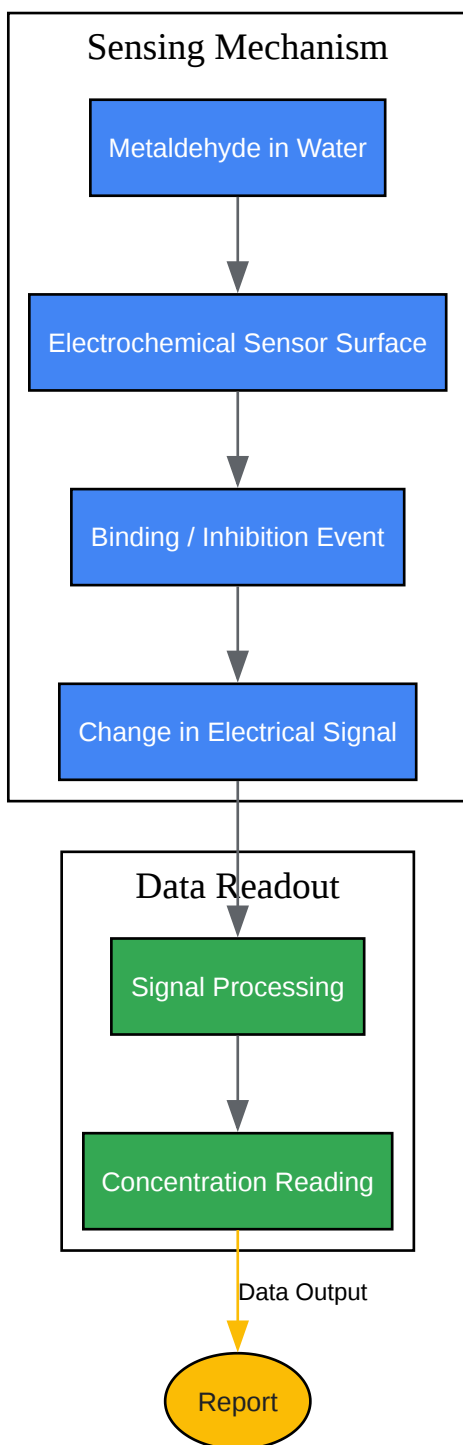 Sensing Mechanism
Metaldehyde in Water
Electrochemical Sensor Surface
Binding / Inhibition Event
Change in Electrical Signal
Data Readout
Signal Processing
Concentration Reading
Data Output
Report